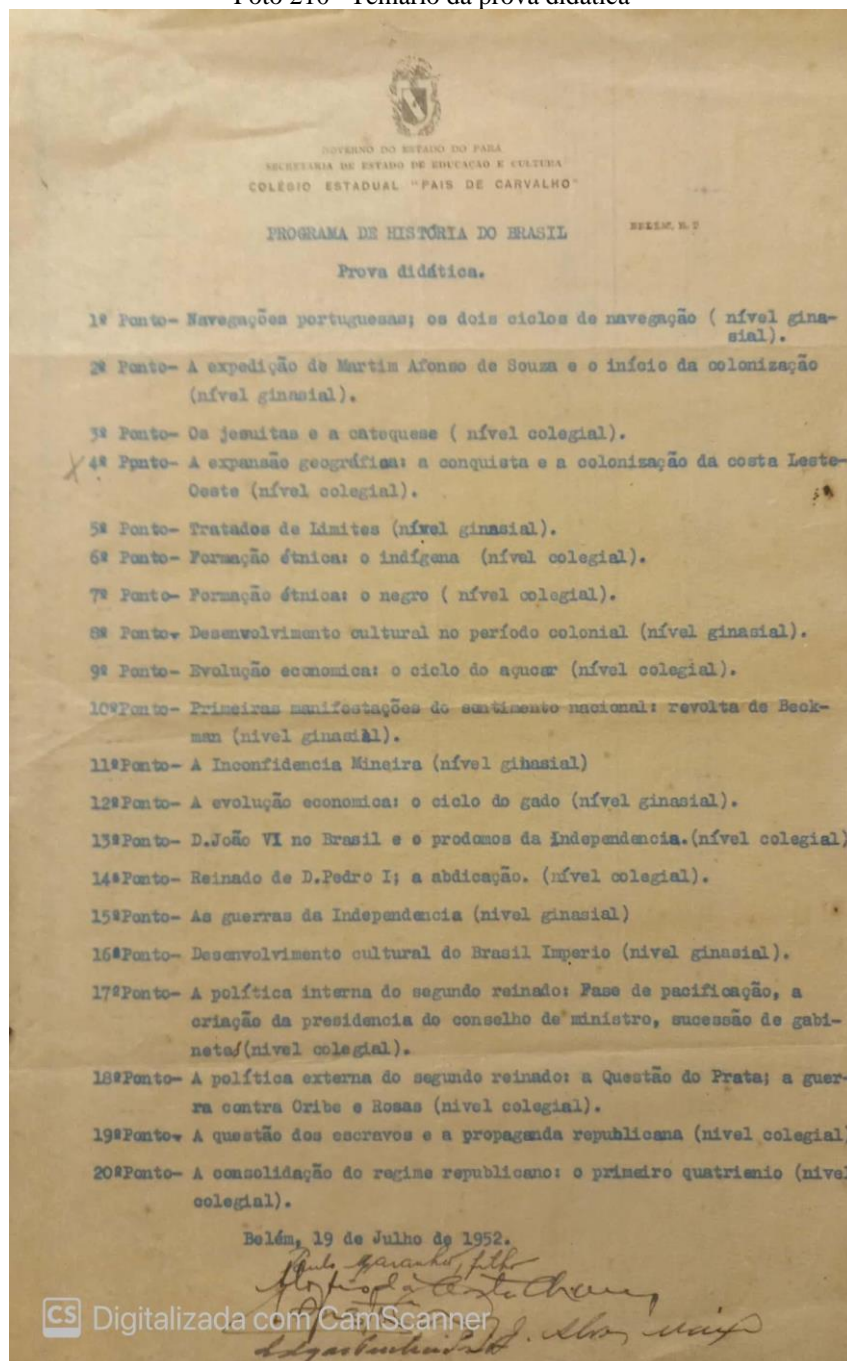 Foto 210 - Temário da prova didática
GOVERNO DO ESTADO DO PARÁ
SECRETARIA DE ESTADO DE EDUCAÇÃO E CULTURA
COLÉGIO ESTADUAL "PAIS DE CARVALHO"
PROGRAMA DE HISTÓRIA DO BRASIL
BELÉM,
Prova didática.
1º Ponto- Navegações portuguesas; os dois ciclos de navegação ( nível gina-
sial).
2º Ponto- A expedição de Martim Afonso de Souza e o início da colonização
(nível ginasial).
3º Ponto- Os jesuitas e a catequese ( nível colegial).
4º Ppnto- A expansão geográfica: a conquista e a colonização da costa Leste-
Oeste (nível colegial).
5º Ponto- Tratados de Limites (nível ginasial).
6º Ponto- Formação étnica: o indígena (nível colegial).
7º Ponto- Formação étnica: o negro ( nível colegial).
8º Ponto- Desenvolvimento cultural no período colonial (nível ginasial).
9º Ponto- Evolução economica: o ciclo do açucar (nível colegial).
10ºPonto- Primeiras manifestações do sentimento nacional: revolta de Beck-
man (nivel ginasial).
11ºPonto- A Inconfidencia Mineira (nível gihasial)
12ºPonto- A evolução economica: o ciclo do gado (nível ginasial).
13ºPonto- D.João VI no Brasil e o prodomos da Independencia.(nível colegial)
14ºPonto- Reinado de D.Pedro I; a abdicação. (nível colegial).
15ºPonto- As guerras da Independencia (nivel ginasial)
16ºPonto- Desenvolvimento cultural do Brasil Imperio (nivel ginasial).
17ºPonto- A política interna do segundo reinado: Fase de pacificação, a
criação da presidencia do conselho de ministro, sucessão de gabi-
netes(nivel colegial).
18ºPonto- A política externa do segundo reinado: a Questão do Prata; a guer-
ra contra Oribe e Rosas (nivel colegial).
19ºPonto- A questão dos escravos e a propaganda republicana (nivel colegial)
20ºPonto- A consolidação do regime republicano: o primeiro quatrienio (nivel
colegial).
Belém, 19 de Julho de 1952.
Paulo Maranhão, filho
da Costa
CS Digitalizada com CamScanner